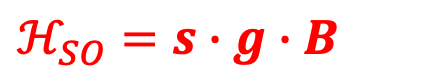 ℋ_SO = s · g · B